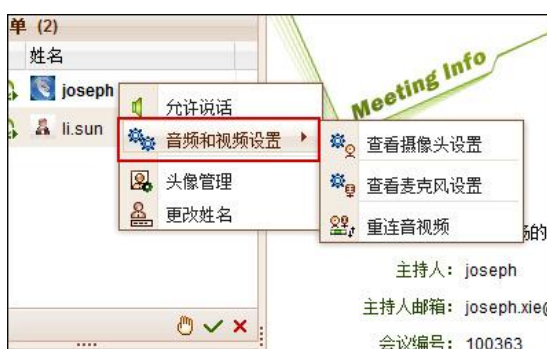 单 (2)
姓名
joseph
li.sun
允许说话
音频和视频设置
头像管理
更改姓名
查看摄像头设置
查看麦克风设置
重连音视频
Meeting Info
的
主持人： joseph
主持人邮箱： joseph.xie@
会议编号： 100363